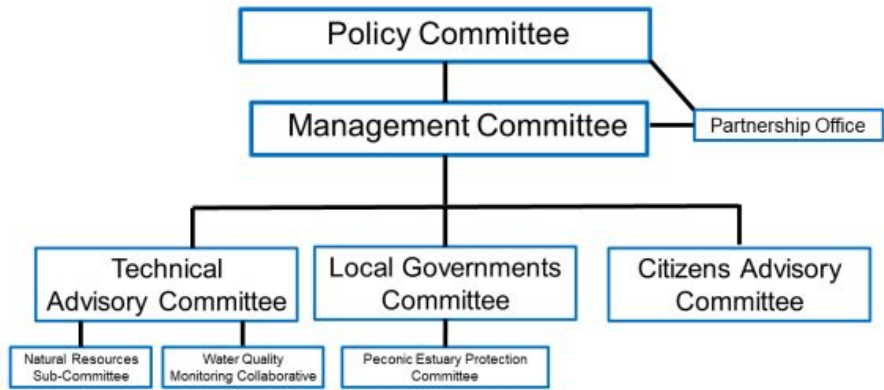 Policy Committee
Management Committee
Partnership Office
Technical
Advisory Committee
Local Governments
Committee
Citizens Advisory
Committee
Natural Resources
Sub-Committee
Water Quality
Monitoring Collaborative
Peconic Estuary Protection
Committee